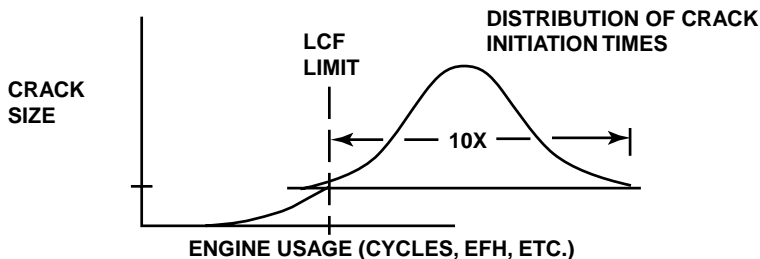 DISTRIBUTION OF CRACK
INITIATION TIMES
LCF
LIMIT
CRACK
SIZE
10X
ENGINE USAGE (CYCLES, EFH, ETC.)